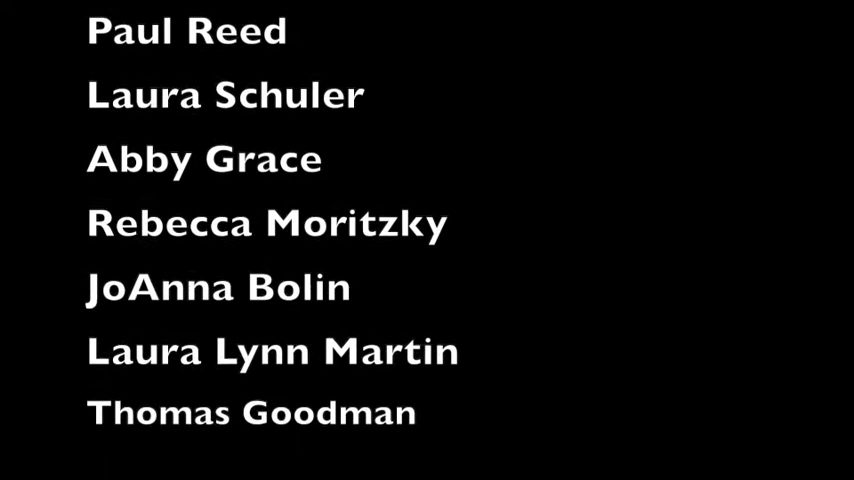 Paul Reed
Laura Schuler
Abby Grace
Rebecca Moritzky
JoAnna Bolin
Laura Lynn Martin
Thomas Goodman